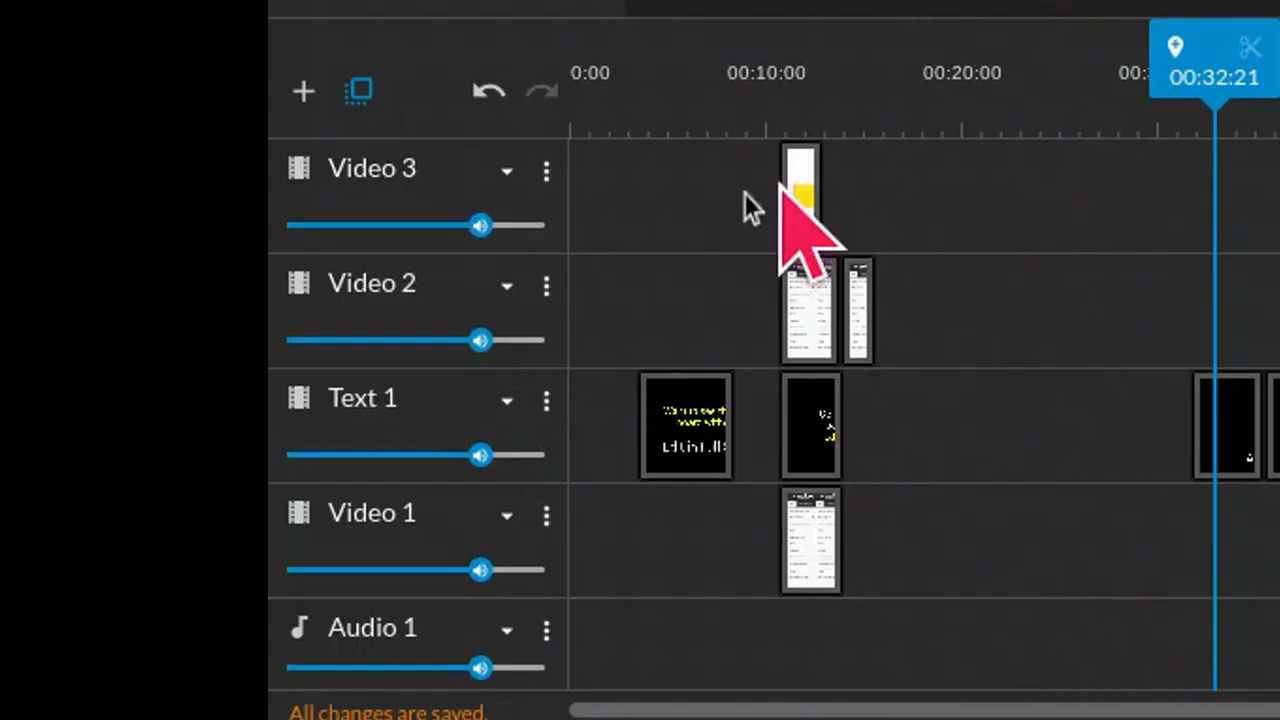 0:00 00:10:00 00:20:00 00:
00:32:21
Video 3
Video 2
Text 1
Video 1
Audio 1
All changes are saved.